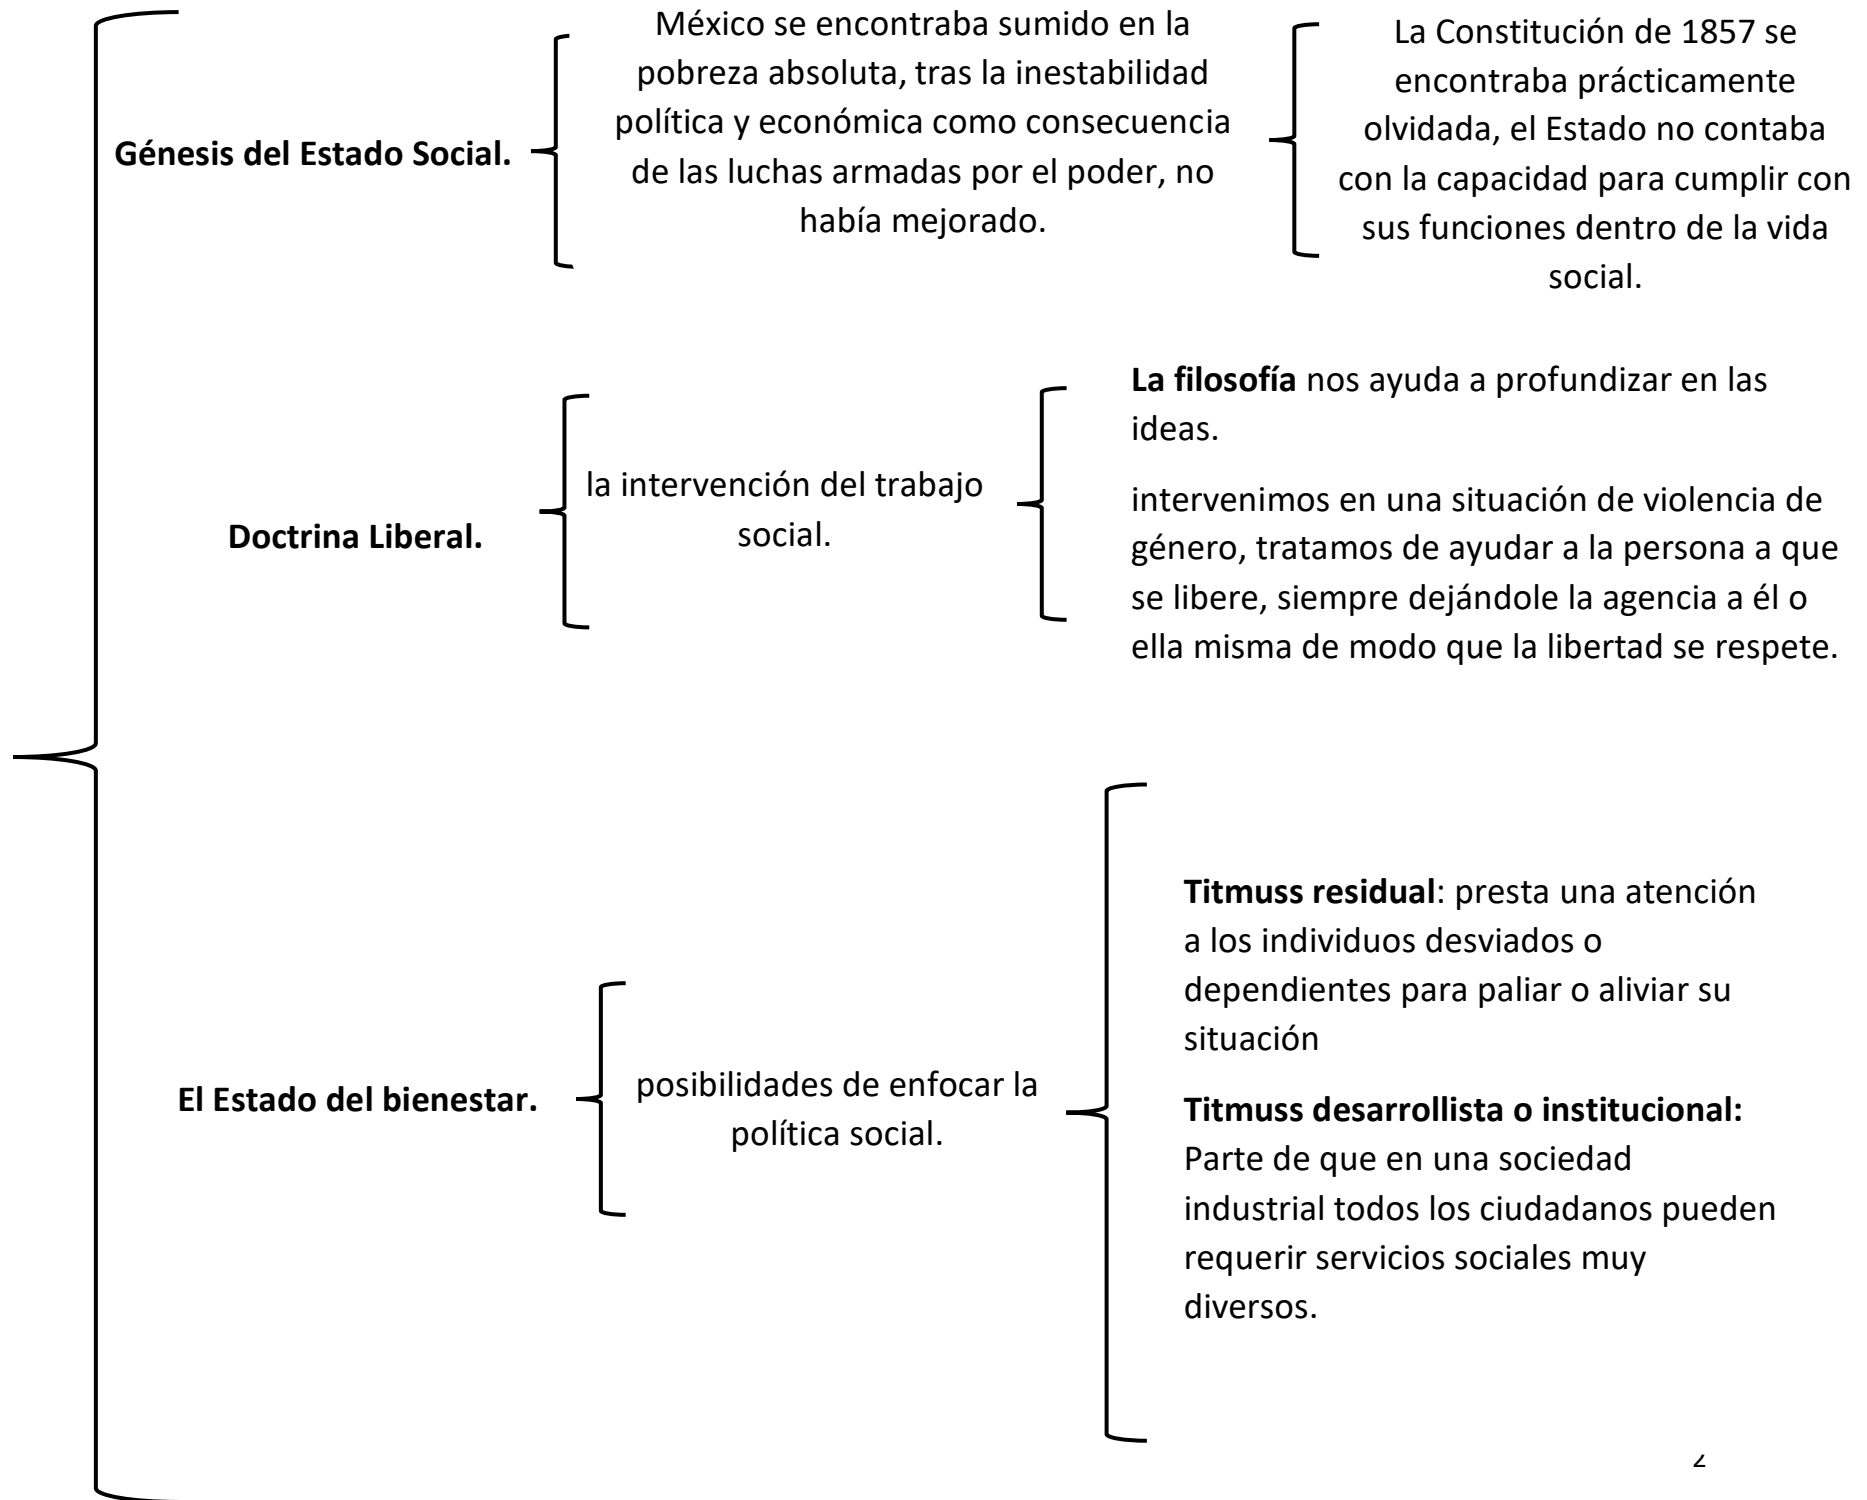 México se encontraba sumido en la
pobreza absoluta, tras la inestabilidad
política y económica como consecuencia
de las luchas armadas por el poder, no
había mejorado.
La Constitución de 1857 se
encontraba prácticamente
olvidada, el Estado no contaba
con la capacidad para cumplir con
sus funciones dentro de la vida
social.
Génesis del Estado Social.
La filosofía nos ayuda a profundizar en las
ideas.
intervenimos en una situación de violencia de
género, tratamos de ayudar a la persona a que
se libere, siempre dejándole la agencia a él o
ella misma de modo que la libertad se respete.
la intervención del trabajo
social.
Doctrina Liberal.
Titmuss residual: presta una atención
a los individuos desviados o
dependientes para paliar o aliviar su
situación
Titmuss desarrollista o institucional:
Parte de que en una sociedad
industrial todos los ciudadanos pueden
requerir servicios sociales muy
diversos.
El Estado del bienestar.
posibilidades de enfocar la
política social.
2